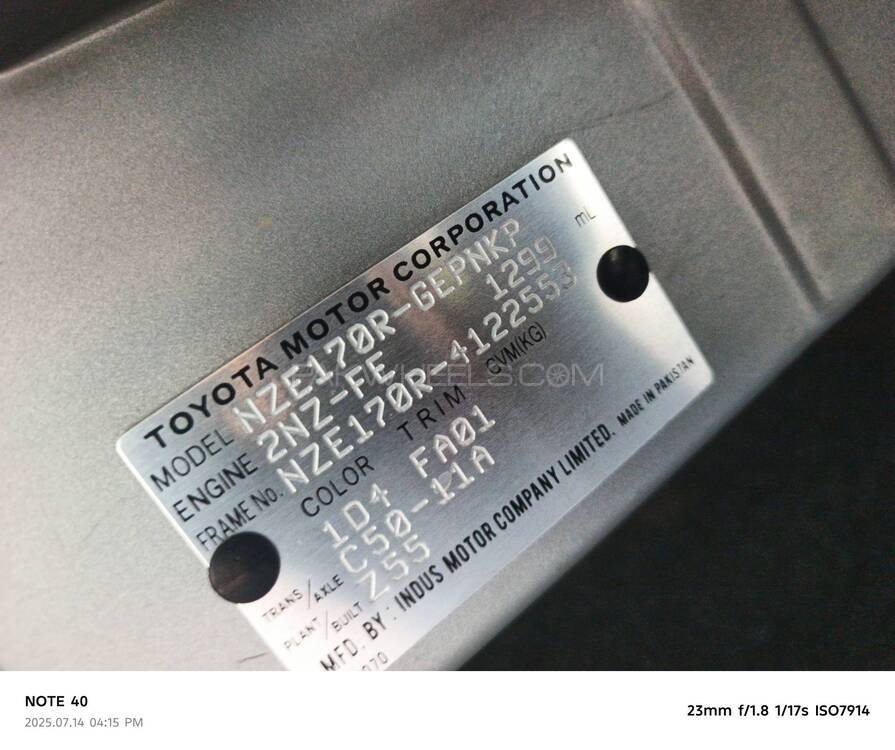 TOYOTA MOTOR CORPORATION
MODEL NZE170R-GEPNKP
ENGINE 2NZ-FE 1299 mL
FRAME No. NZE170R-4122553
COLOR TRIM GVM(KG)
1D4 FA01
TRANS/AXLE C50-11A
PLANT/BUILT Z55
MFD. BY: INDUS MOTOR COMPANY LIMITED. MADE IN PAKISTAN
070
NOTE 40
2025.07.14 04:15 PM
23mm f/1.8 1/17s ISO7914